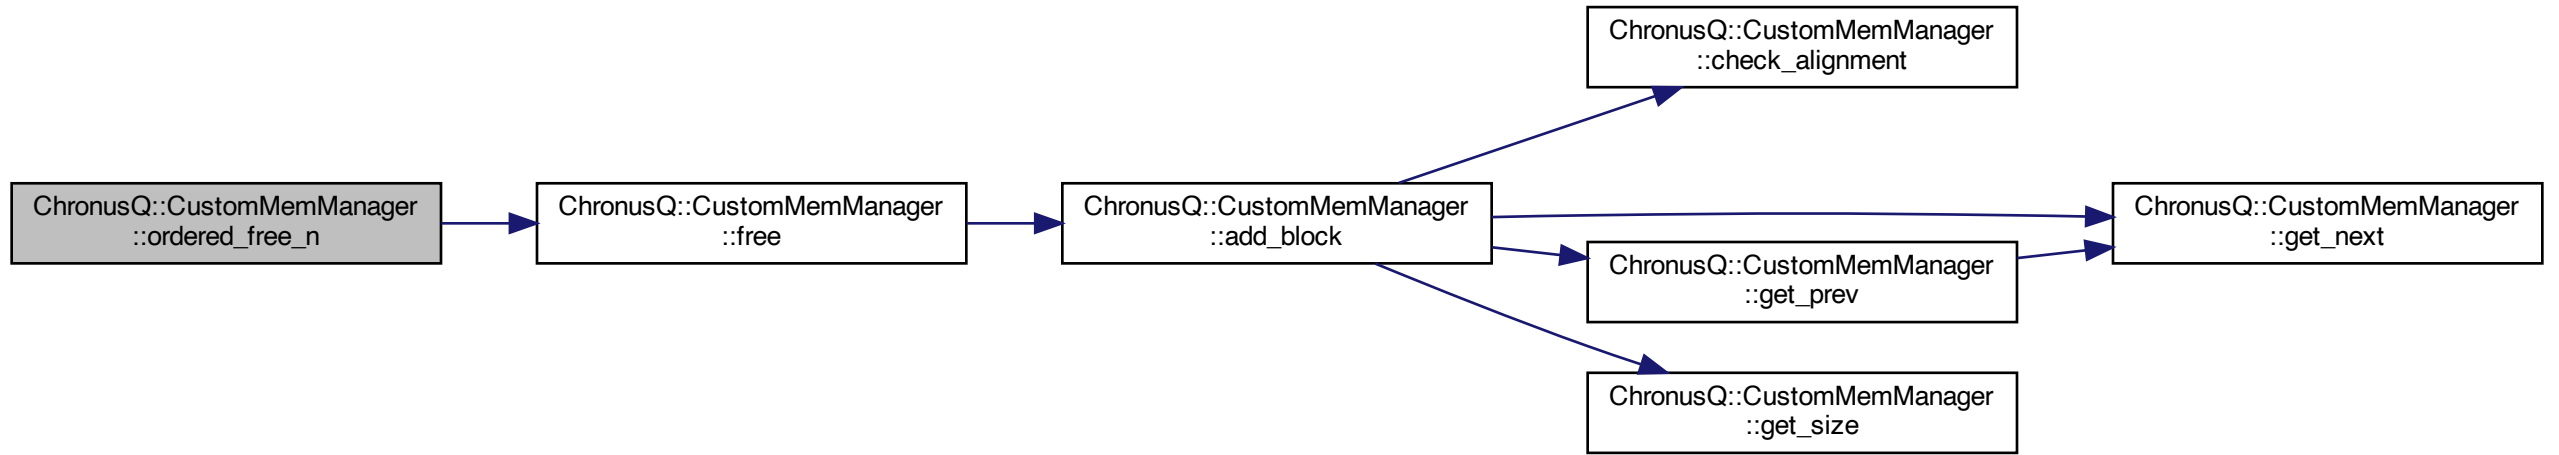 ChronusQ::CustomMemManager
::ordered_free_n
ChronusQ::CustomMemManager
::free
ChronusQ::CustomMemManager
::add_block
ChronusQ::CustomMemManager
::check_alignment
ChronusQ::CustomMemManager
::get_next
ChronusQ::CustomMemManager
::get_prev
ChronusQ::CustomMemManager
::get_size